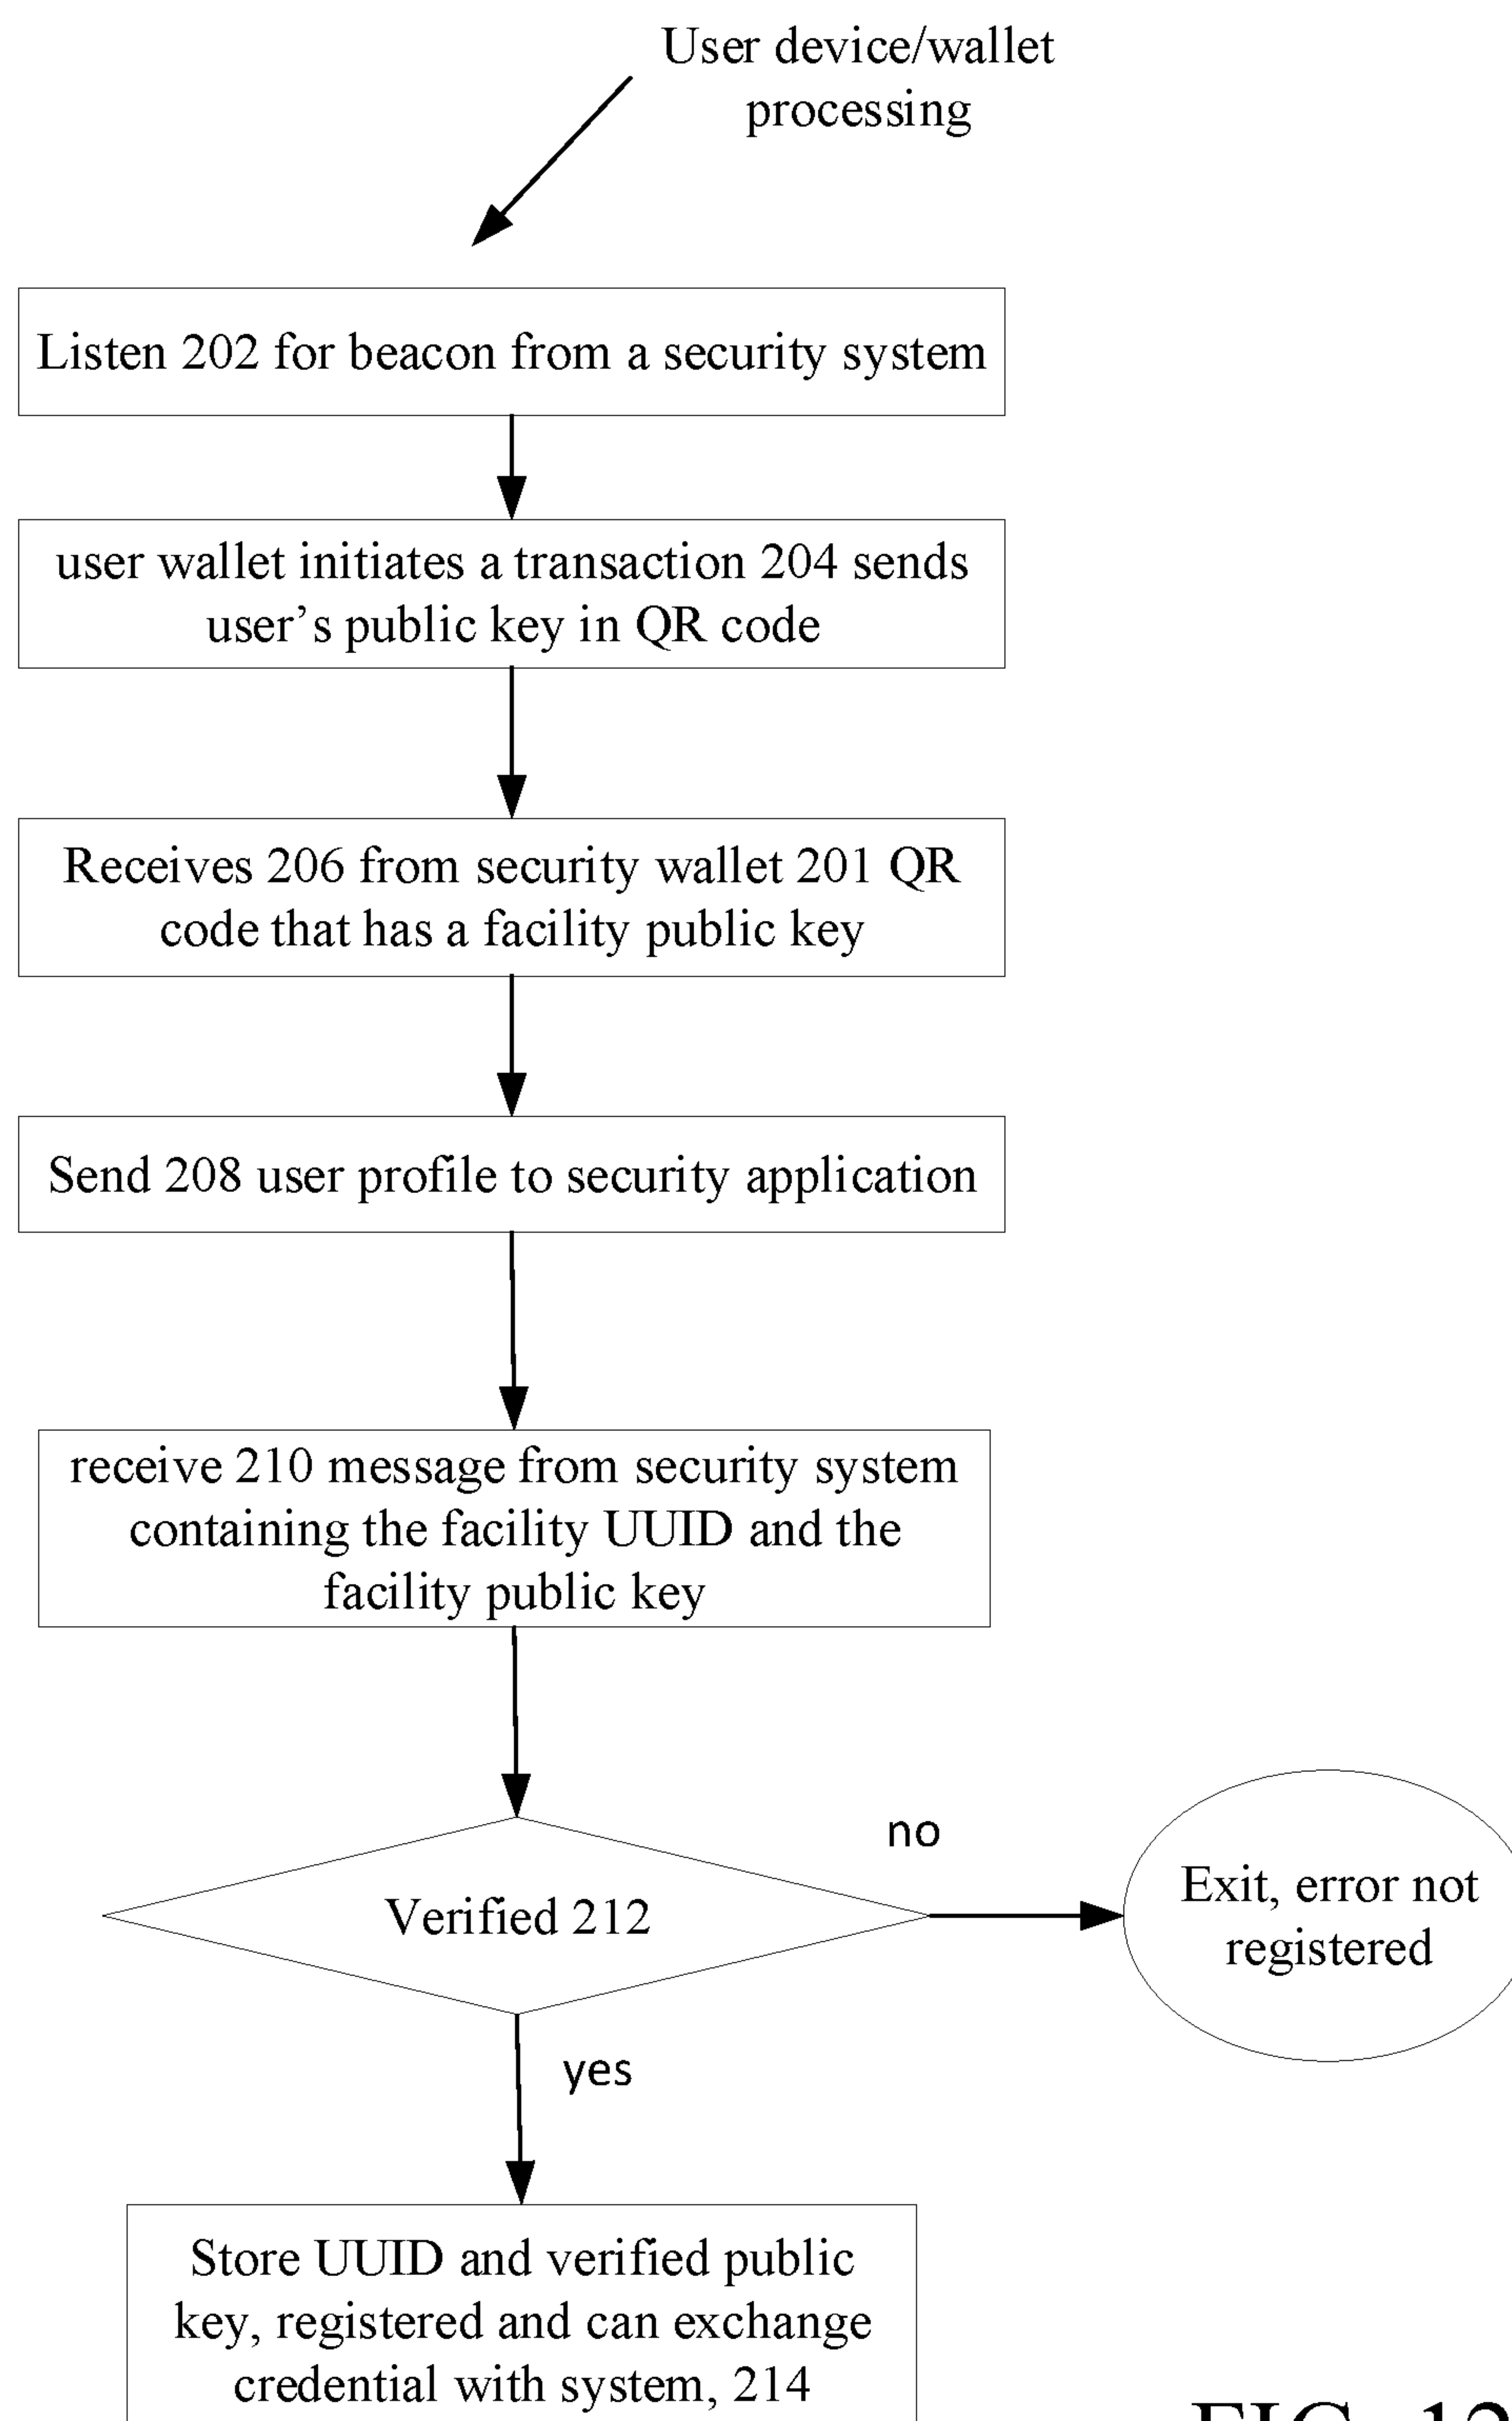 User device/wallet
processing
Listen 202 for beacon from a security system
user wallet initiates a transaction 204 sends
user’s public key in QR code
Receives 206 from security wallet 201 QR
code that has a facility public key
Send 208 user profile to security application
receive 210 message from security system
containing the facility UUID and the
facility public key
Verified 212
no
Exit, error not
registered
yes
Store UUID and verified public
key, registered and can exchange
credential with system, 214
FIG. 12